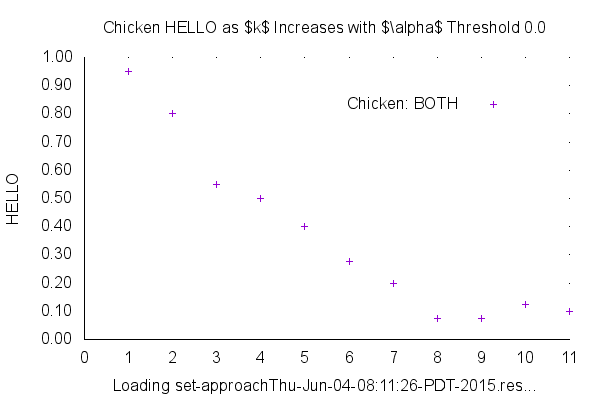 Chicken HELLO as $k$ Increases with $\alpha$ Threshold 0.0
1.00
0.90
0.80
0.70
0.60
0.50
0.40
0.30
0.20
0.10
0.00
HELLO
Chicken: BOTH
0 1 2 3 4 5 6 7 8 9 10 11
Loading set-approachThu-Jun-04-08:11:26-PDT-2015.res...